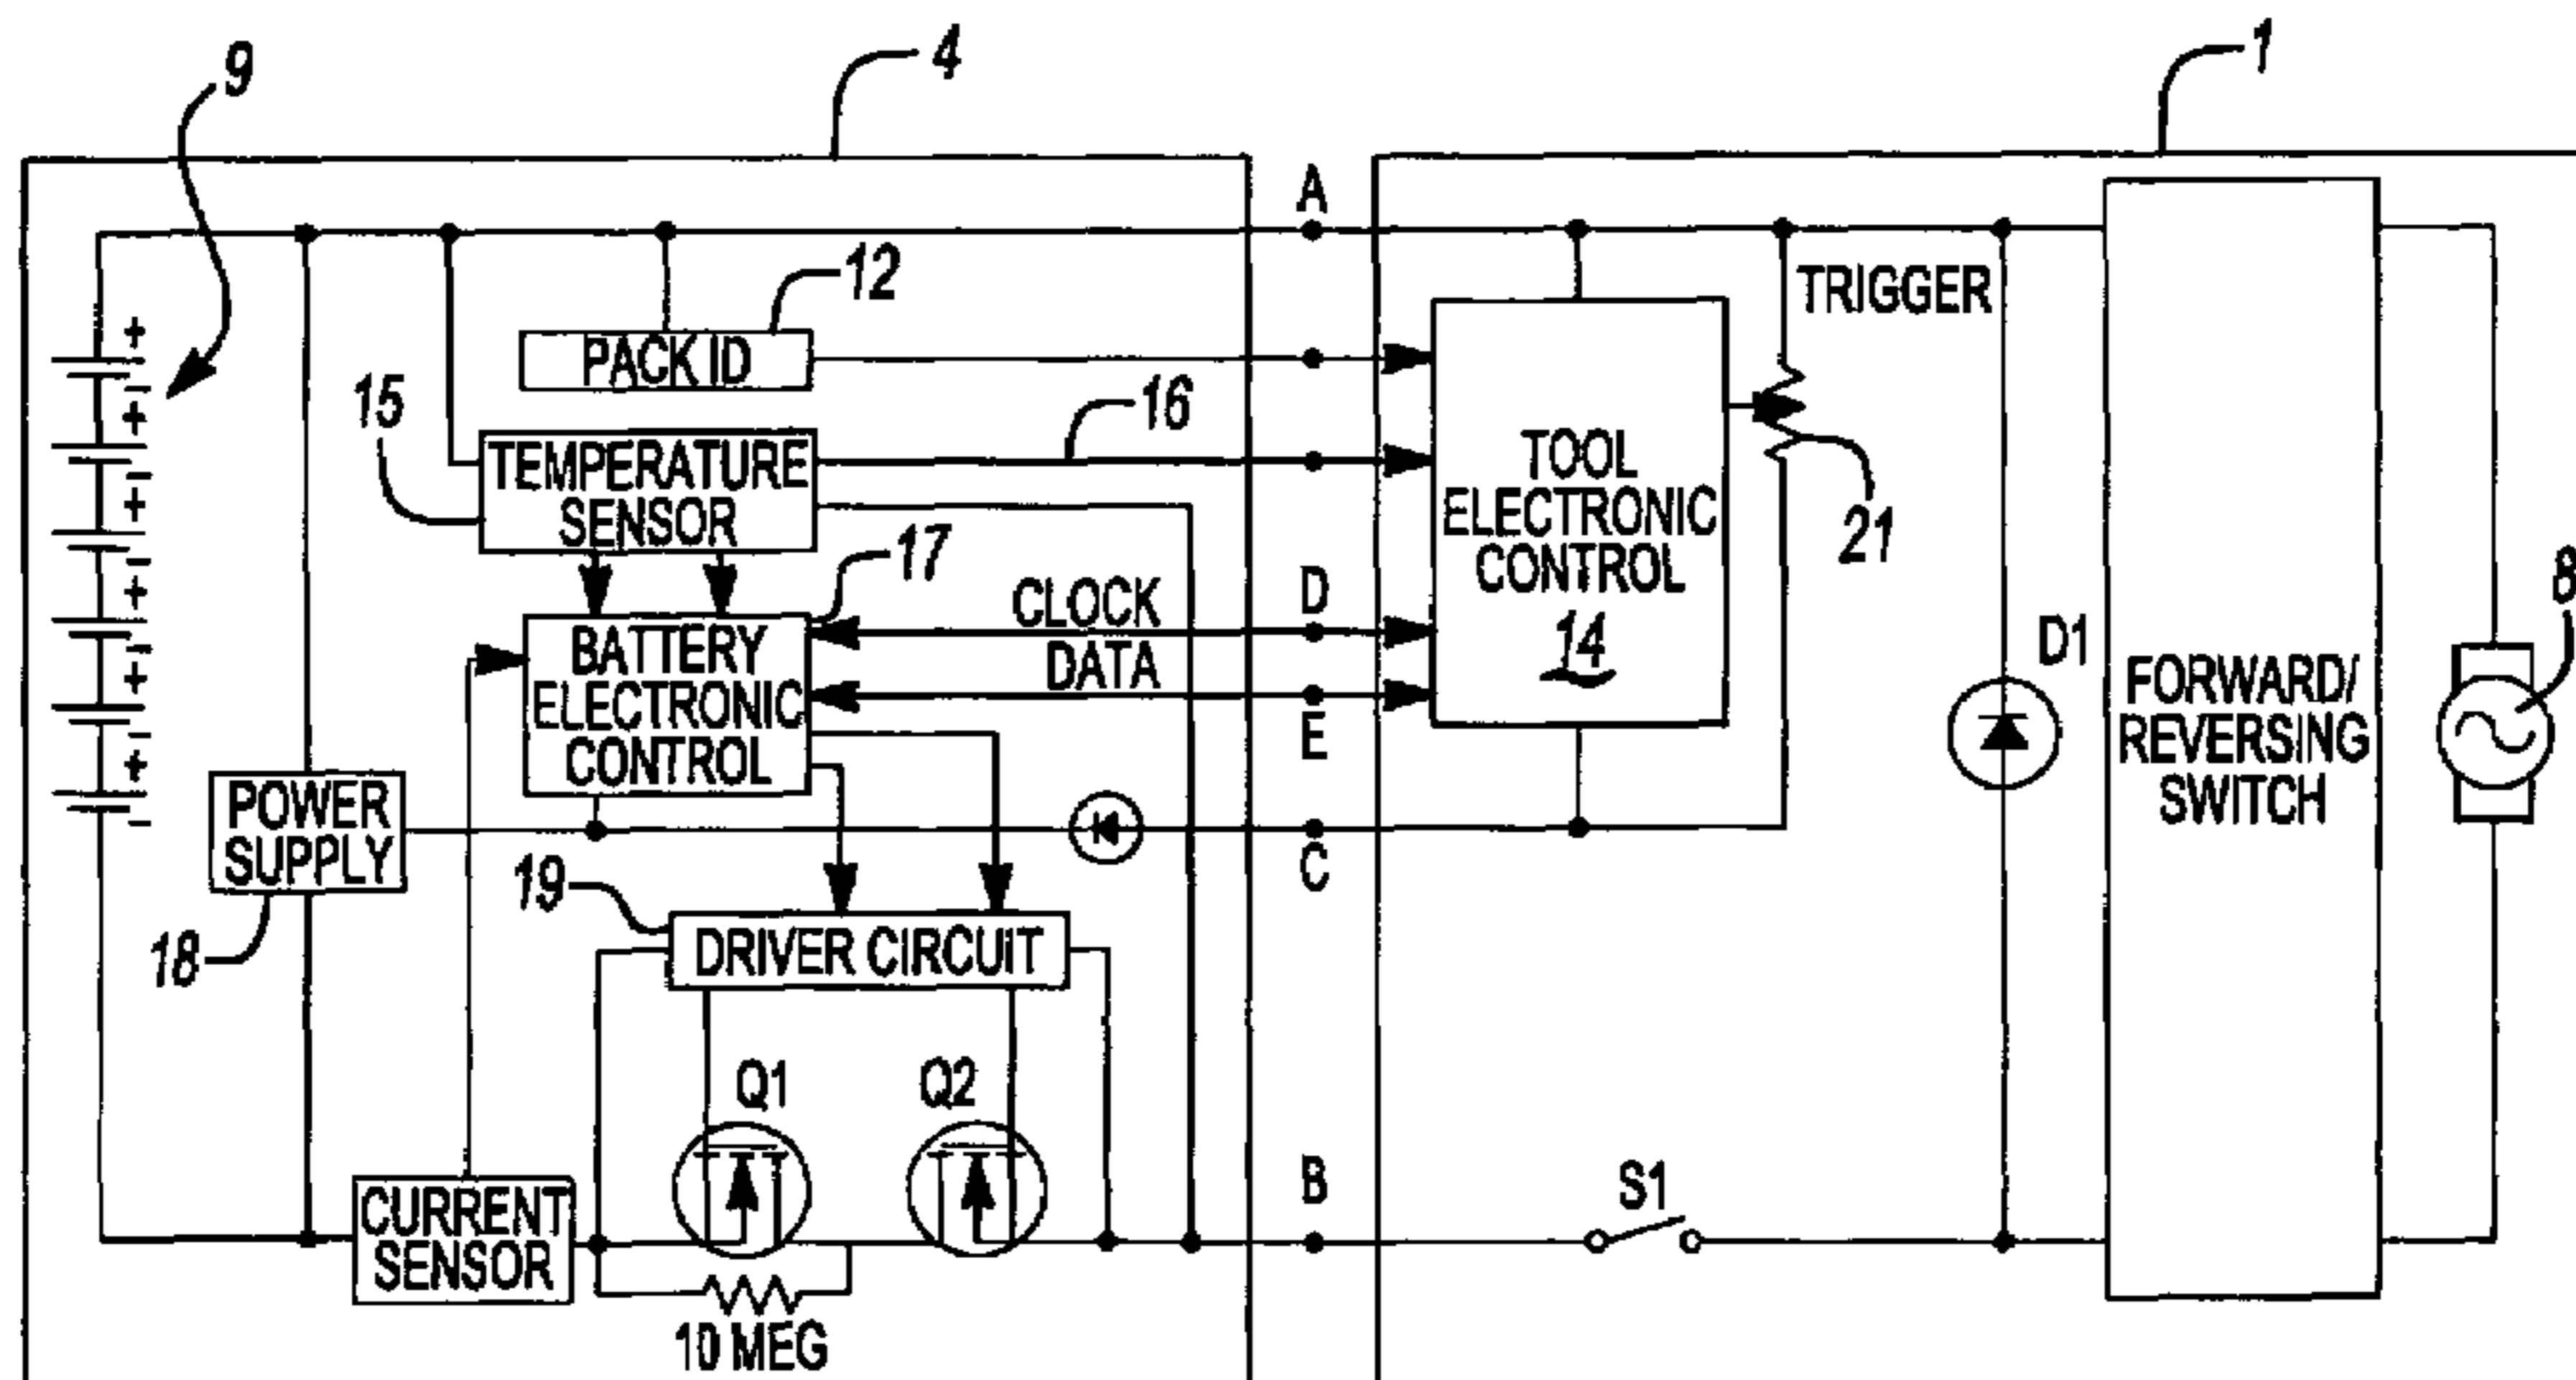 4
1
9
A
12
TRIGGER
PACK ID
15
16
TEMPERATURE
SENSOR
TOOL
ELECTRONIC
CONTROL
14
21
17
CLOCK
D
DATA
E
BATTERY
ELECTRONIC
CONTROL
D1
8
FORWARD/
REVERSING
SWITCH
POWER
SUPPLY
18
C
19
DRIVER CIRCUIT
Q1
Q2
B
S1
CURRENT
SENSOR
10 MEG
+
-
+
-
+
-
+
-
+
-
+
-